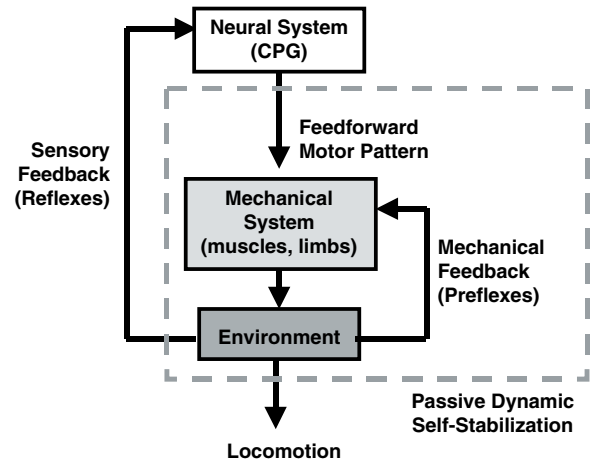 Neural System
(CPG)
Feedforward
Motor Pattern
Sensory
Feedback
(Reflexes)
Mechanical
System
(muscles, limbs)
Mechanical
Feedback
(Preflexes)
Environment
Passive Dynamic
Self-Stabilization
Locomotion